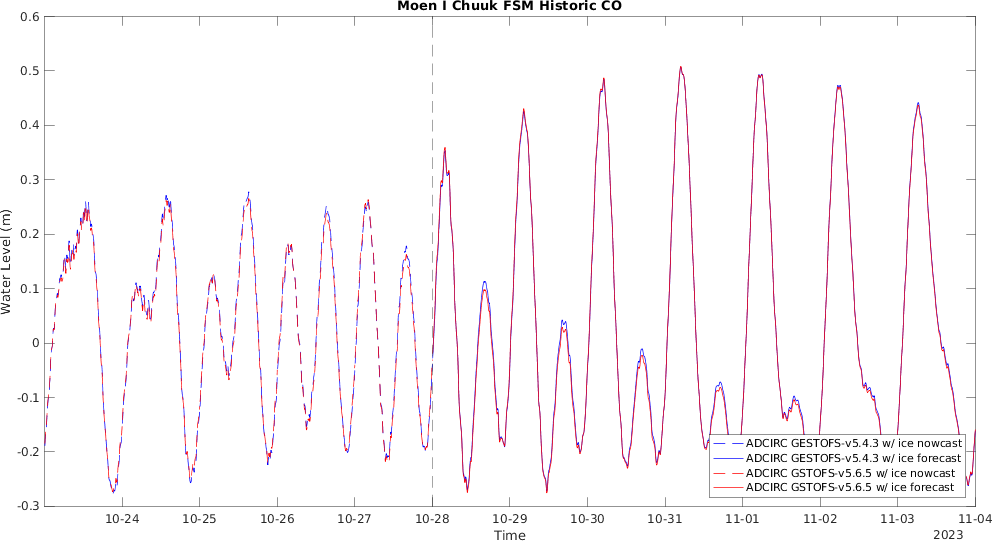 Moen I Chuuk FSM Historic CO
0.6
0.5
0.4
0.3
0.2
0.1
0
-0.1
-0.2
-0.3
Water Level (m)
ADCIRC GESTOFS-v5.4.3 w/ ice nowcast
ADCIRC GESTOFS-v5.4.3 w/ ice forecast
ADCIRC GSTOFS-v5.6.5 w/ ice nowcast
ADCIRC GSTOFS-v5.6.5 w/ ice forecast
10-24 10-25 10-26 10-27 10-28 10-29 10-30 10-31 11-01 11-02 11-03 11-04
Time
2023